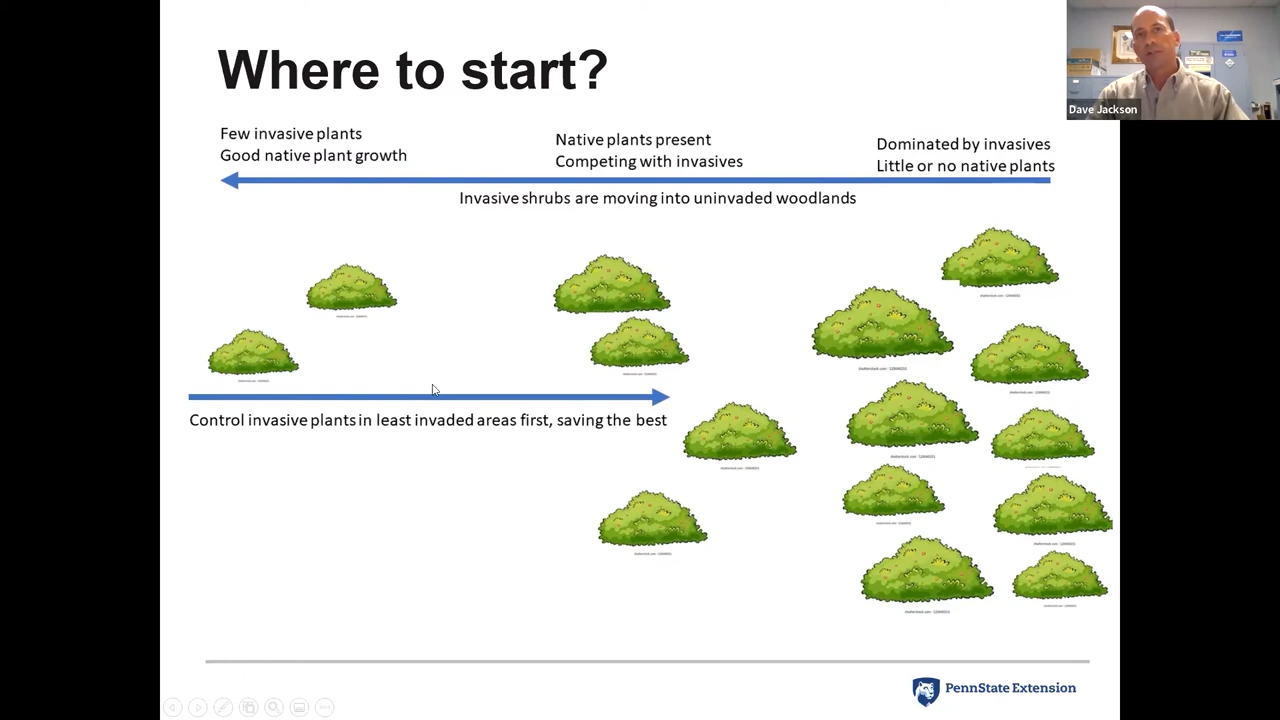 Where to start?
Dave Jackson
Few invasive plants
Good native plant growth
Native plants present
Competing with invasives
Dominated by invasives
Little or no native plants
Invasive shrubs are moving into uninvaded woodlands
Control invasive plants in least invaded areas first, saving the best
PennState Extension